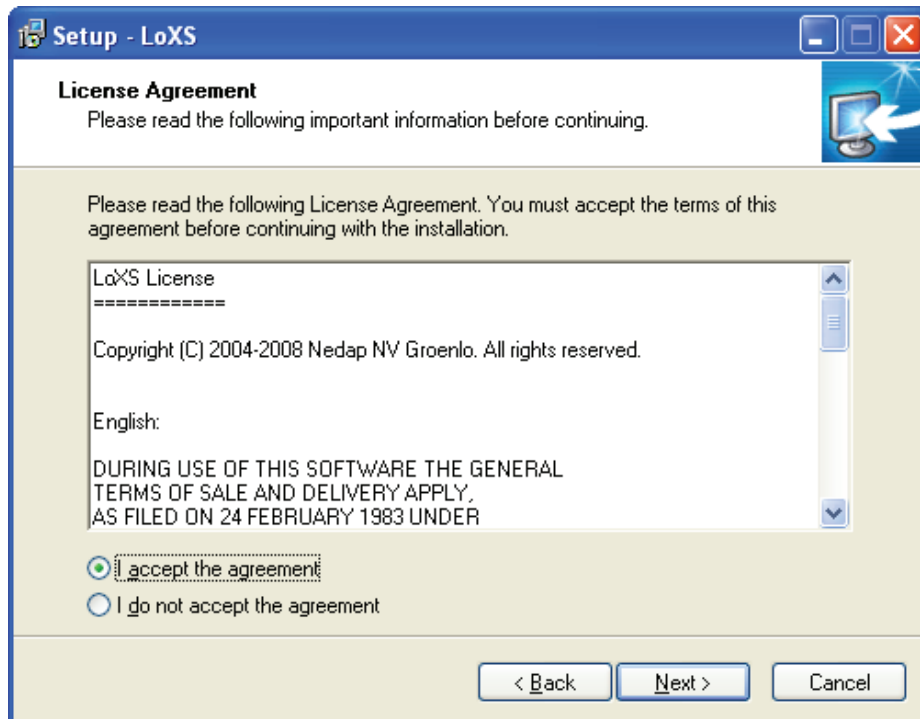 Setup - LoXS
License Agreement
Please read the following important information before continuing.
Please read the following License Agreement. You must accept the terms of this
agreement before continuing with the installation.
LoXS License
============
Copyright (C) 2004-2008 Nedap NV Groenlo. All rights reserved.
English:
DURING USE OF THIS SOFTWARE THE GENERAL
TERMS OF SALE AND DELIVERY APPLY,
AS FILED ON 24 FEBRUARY 1983 UNDER
I accept the agreement
I do not accept the agreement
< Back Next > Cancel